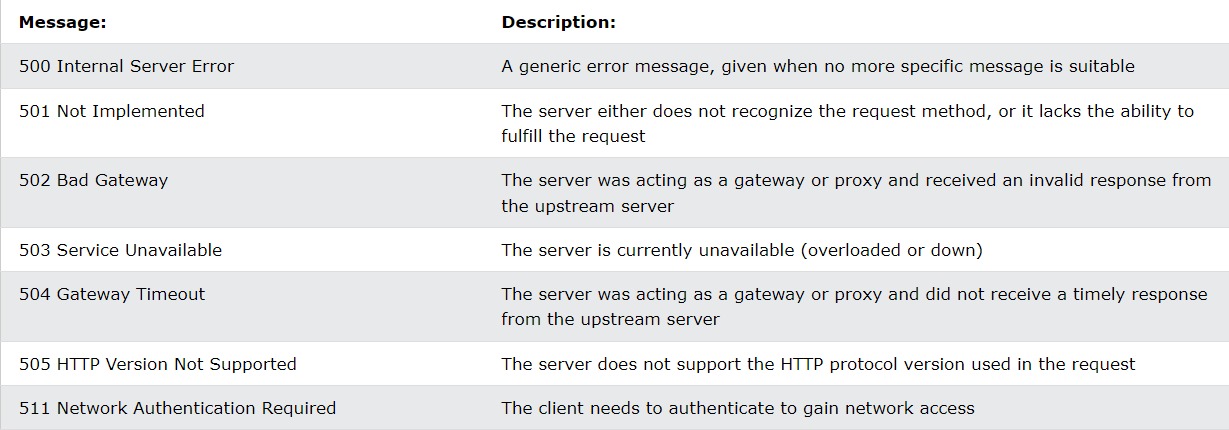 Message: Description:
500 Internal Server Error A generic error message, given when no more specific message is suitable
501 Not Implemented The server either does not recognize the request method, or it lacks the ability to
fulfill the request
502 Bad Gateway The server was acting as a gateway or proxy and received an invalid response from
the upstream server
503 Service Unavailable The server is currently unavailable (overloaded or down)
504 Gateway Timeout The server was acting as a gateway or proxy and did not receive a timely response
from the upstream server
505 HTTP Version Not Supported The server does not support the HTTP protocol version used in the request
511 Network Authentication Required The client needs to authenticate to gain network access